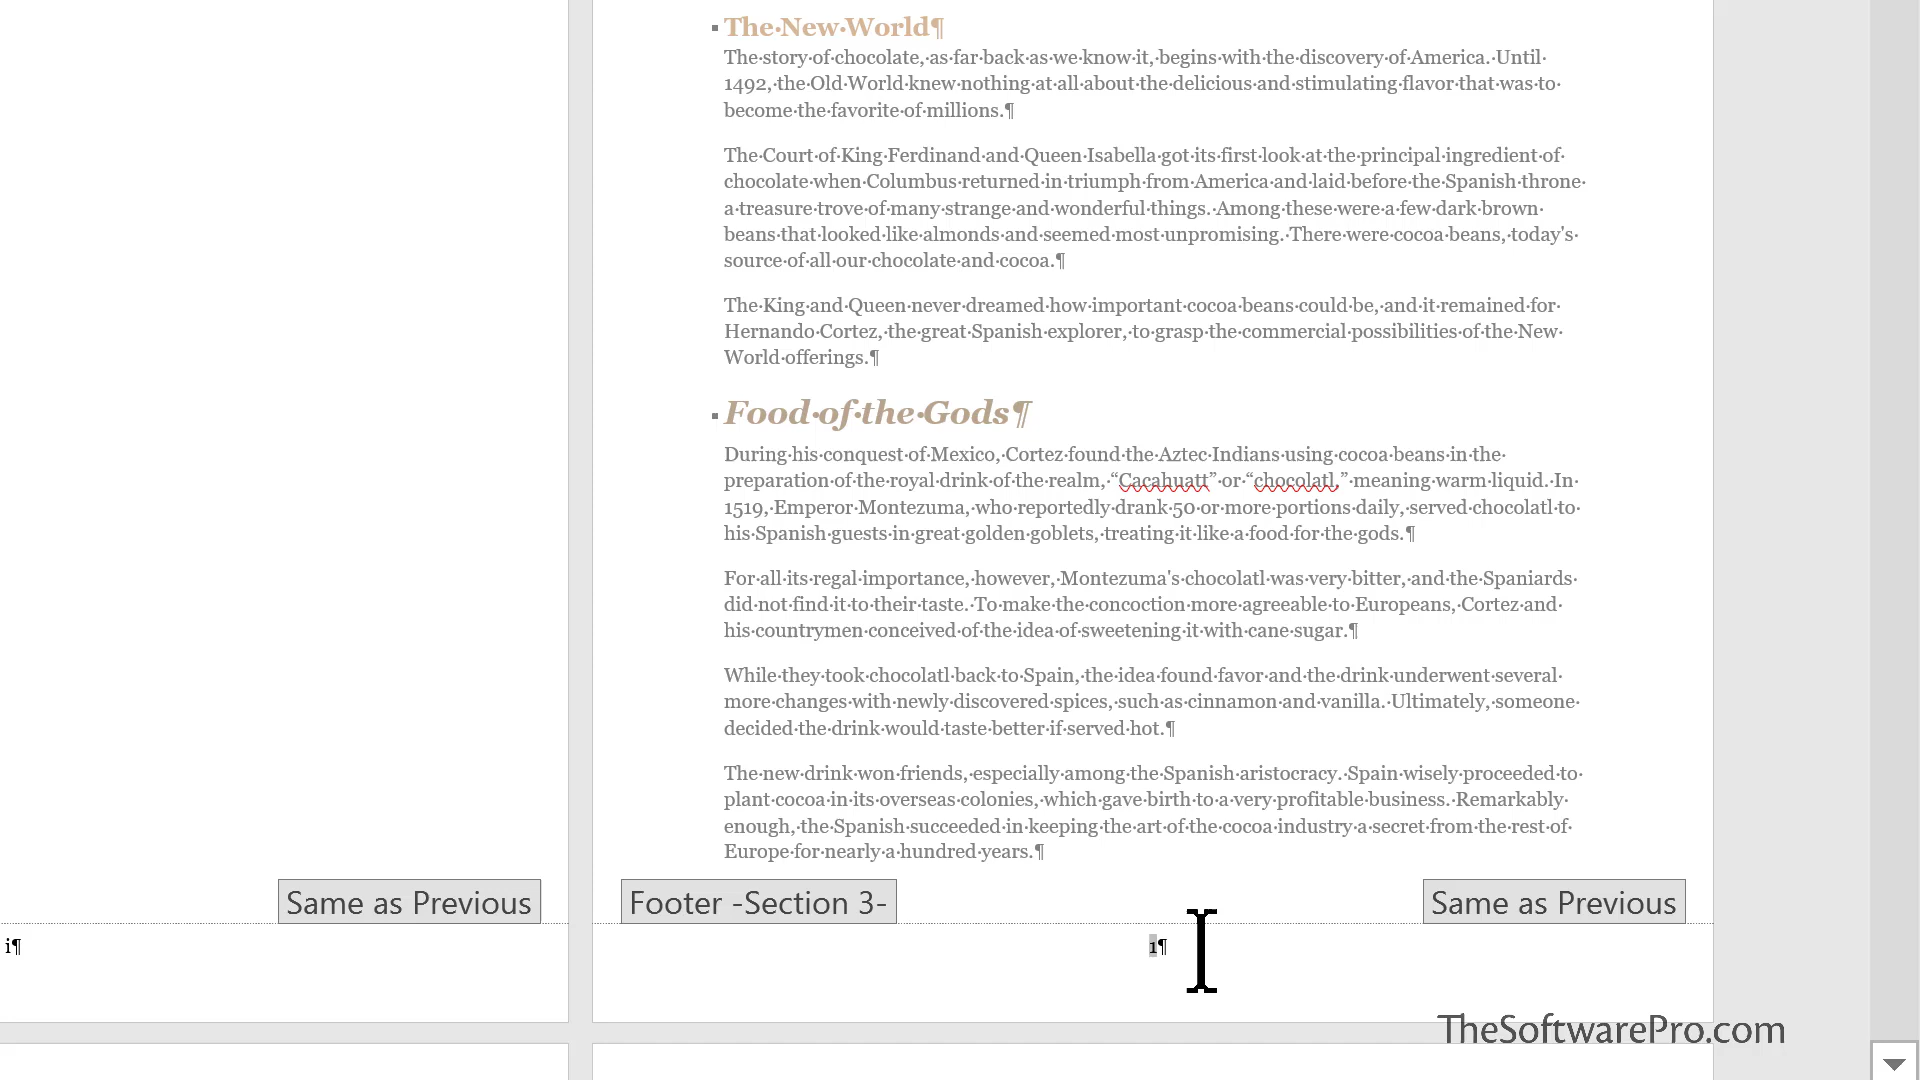 The·New·World¶
The·story·of·chocolate,·as·far·back·as·we·know·it,·begins·with·the·discovery·of·America.·Until·
1492,·the·Old·World·knew·nothing·at·all·about·the·delicious·and·stimulating·flavor·that·was·to·
become·the·favorite·of·millions.¶
The·Court·of·King·Ferdinand·and·Queen·Isabella·got·its·first·look·at·the·principal·ingredient·of·
chocolate·when·Columbus·returned·in·triumph·from·America·and·laid·before·the·Spanish·throne·
a·treasure·trove·of·many·strange·and·wonderful·things.·Among·these·were·a·few·dark·brown·
beans·that·looked·like·almonds·and·seemed·most·unpromising.·There·were·cocoa·beans,·today's·
source·of·all·our·chocolate·and·cocoa.¶
The·King·and·Queen·never·dreamed·how·important·cocoa·beans·could·be,·and·it·remained·for·
Hernando·Cortez,·the·great·Spanish·explorer,·to·grasp·the·commercial·possibilities·of·the·New·
World·offerings.¶
Food·of·the·Gods¶
During·his·conquest·of·Mexico,·Cortez·found·the·Aztec·Indians·using·cocoa·beans·in·the·
preparation·of·the·royal·drink·of·the·realm,·“Cacahuatt”·or·“chocolatl,”·meaning·warm·liquid.·In·
1519,·Emperor·Montezuma,·who·reportedly·drank·50·or·more·portions·daily,·served·chocolatl·to·
his·Spanish·guests·in·great·golden·goblets,·treating·it·like·a·food·for·the·gods.¶
For·all·its·regal·importance,·however,·Montezuma's·chocolatl·was·very·bitter,·and·the·Spaniards·
did·not·find·it·to·their·taste.·To·make·the·concoction·more·agreeable·to·Europeans,·Cortez·and·
his·countrymen·conceived·of·the·idea·of·sweetening·it·with·cane·sugar.¶
While·they·took·chocolatl·back·to·Spain,·the·idea·found·favor·and·the·drink·underwent·several·
more·changes·with·newly·discovered·spices,·such·as·cinnamon·and·vanilla.·Ultimately,·someone·
decided·the·drink·would·taste·better·if·served·hot.¶
The·new·drink·won·friends,·especially·among·the·Spanish·aristocracy.·Spain·wisely·proceeded·to·
plant·cocoa·in·its·overseas·colonies,·which·gave·birth·to·a·very·profitable·business.·Remarkably·
enough,·the·Spanish·succeeded·in·keeping·the·art·of·the·cocoa·industry·a·secret·from·the·rest·of·
Europe·for·nearly·a·hundred·years.¶
Same as Previous
Footer -Section 3-
Same as Previous
i¶
1¶
TheSoftwarePro.com